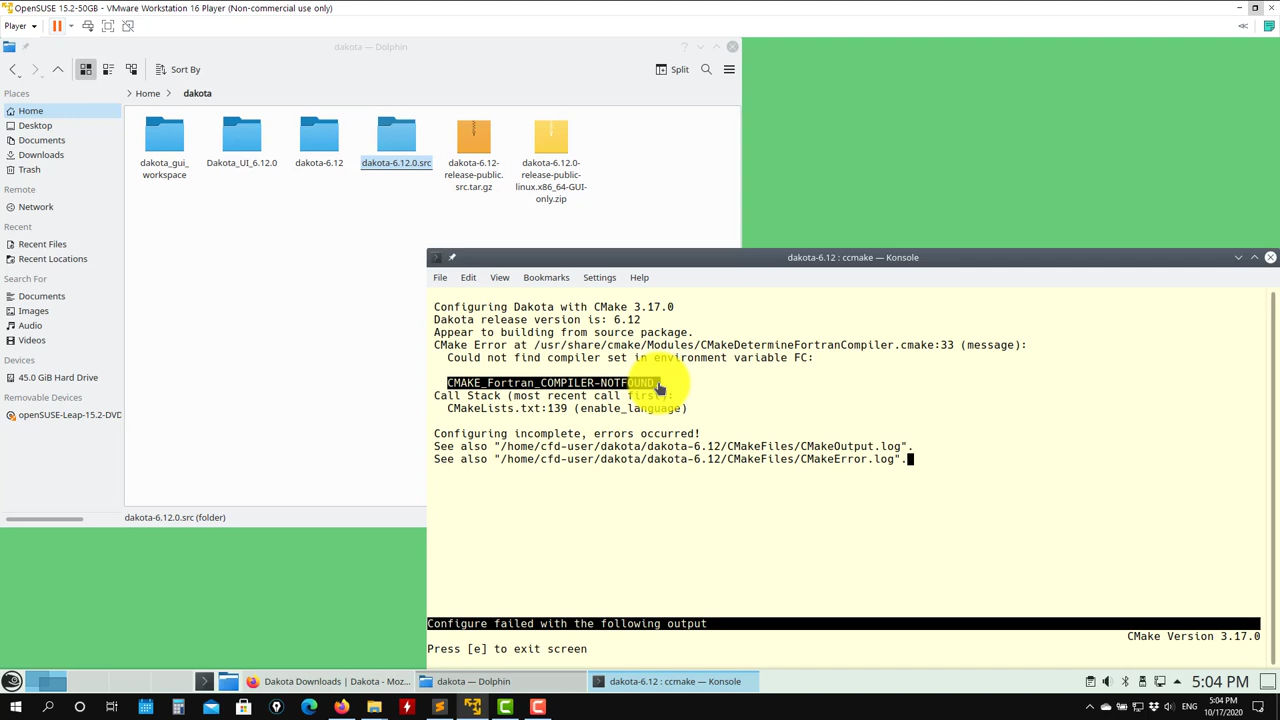 OpenSUSE 15.2-50GB - VMware Workstation 16 Player (Non-commercial use only)
Player
dakota — Dolphin
Sort By
Split
Places
Home
dakota
Home
Desktop
Documents
Downloads
Trash
Remote
Network
Recent
Recent Files
Recent Locations
Search For
Documents
Images
Audio
Videos
Devices
45.0 GiB Hard Drive
Removable Devices
openSUSE-Leap-15.2-DVD
dakota_gui_
workspace
Dakota_UI_6.12.0
dakota-6.12
dakota-6.12.0.src
dakota-6.12-
release-public.
src.tar.gz
dakota-6.12.0-
release-public-
linux.x86_64-GUI-
only.zip
dakota-6.12.0.src (folder)
dakota-6.12 : ccmake — Konsole
File Edit View Bookmarks Settings Help
Configuring Dakota with CMake 3.17.0
Dakota release version is: 6.12
Appear to building from source package.
CMake Error at /usr/share/cmake/Modules/CMakeDetermineFortranCompiler.cmake:33 (message):
Could not find compiler set in environment variable FC:
CMAKE_Fortran_COMPILER-NOTFOUND.
Call Stack (most recent call first):
CMakeLists.txt:139 (enable_language)
Configuring incomplete, errors occurred!
See also "/home/cfd-user/dakota/dakota-6.12/CMakeFiles/CMakeOutput.log".
See also "/home/cfd-user/dakota/dakota-6.12/CMakeFiles/CMakeError.log".
Configure failed with the following output
CMake Version 3.17.0
Press [e] to exit screen
Dakota Downloads | Dakota - Moz...
dakota — Dolphin
dakota-6.12 : ccmake — Konsole
5:04 PM
5:04 PM
10/17/2020